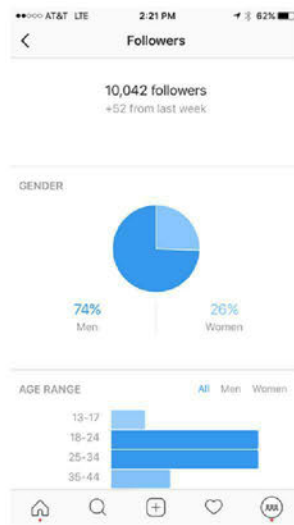 AT&T LTE 2:21 PM 62%
Followers
10,042 followers
+52 from last week
GENDER
74% 26%
Men Women
AGE RANGE All Men Women
13-17
18-24
25-34
35-44